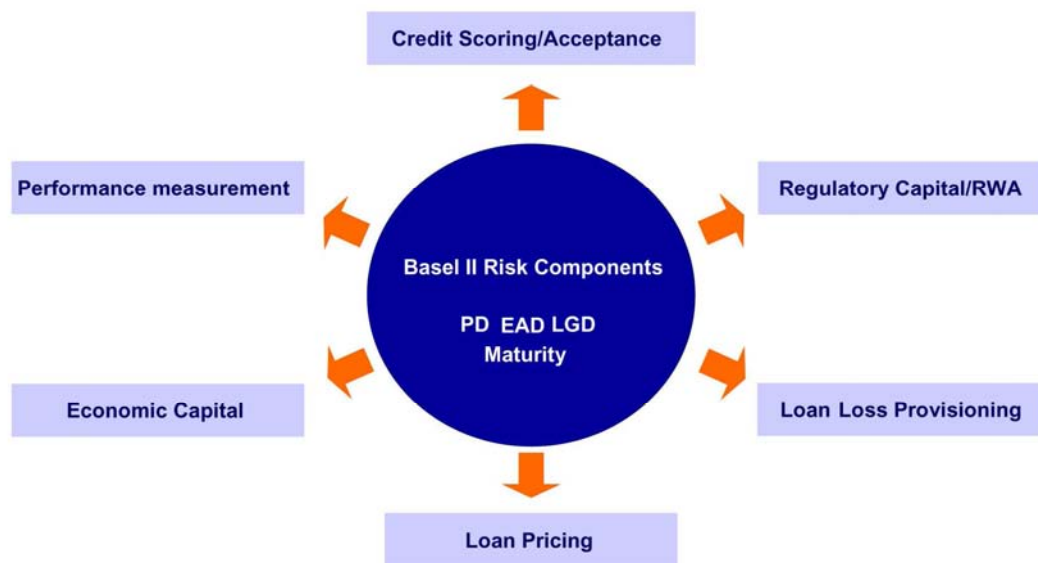 Credit Scoring/Acceptance
Performance measurement
Regulatory Capital/RWA
Basel II Risk Components
PD EAD LGD
Maturity
Economic Capital
Loan Loss Provisioning
Loan Pricing